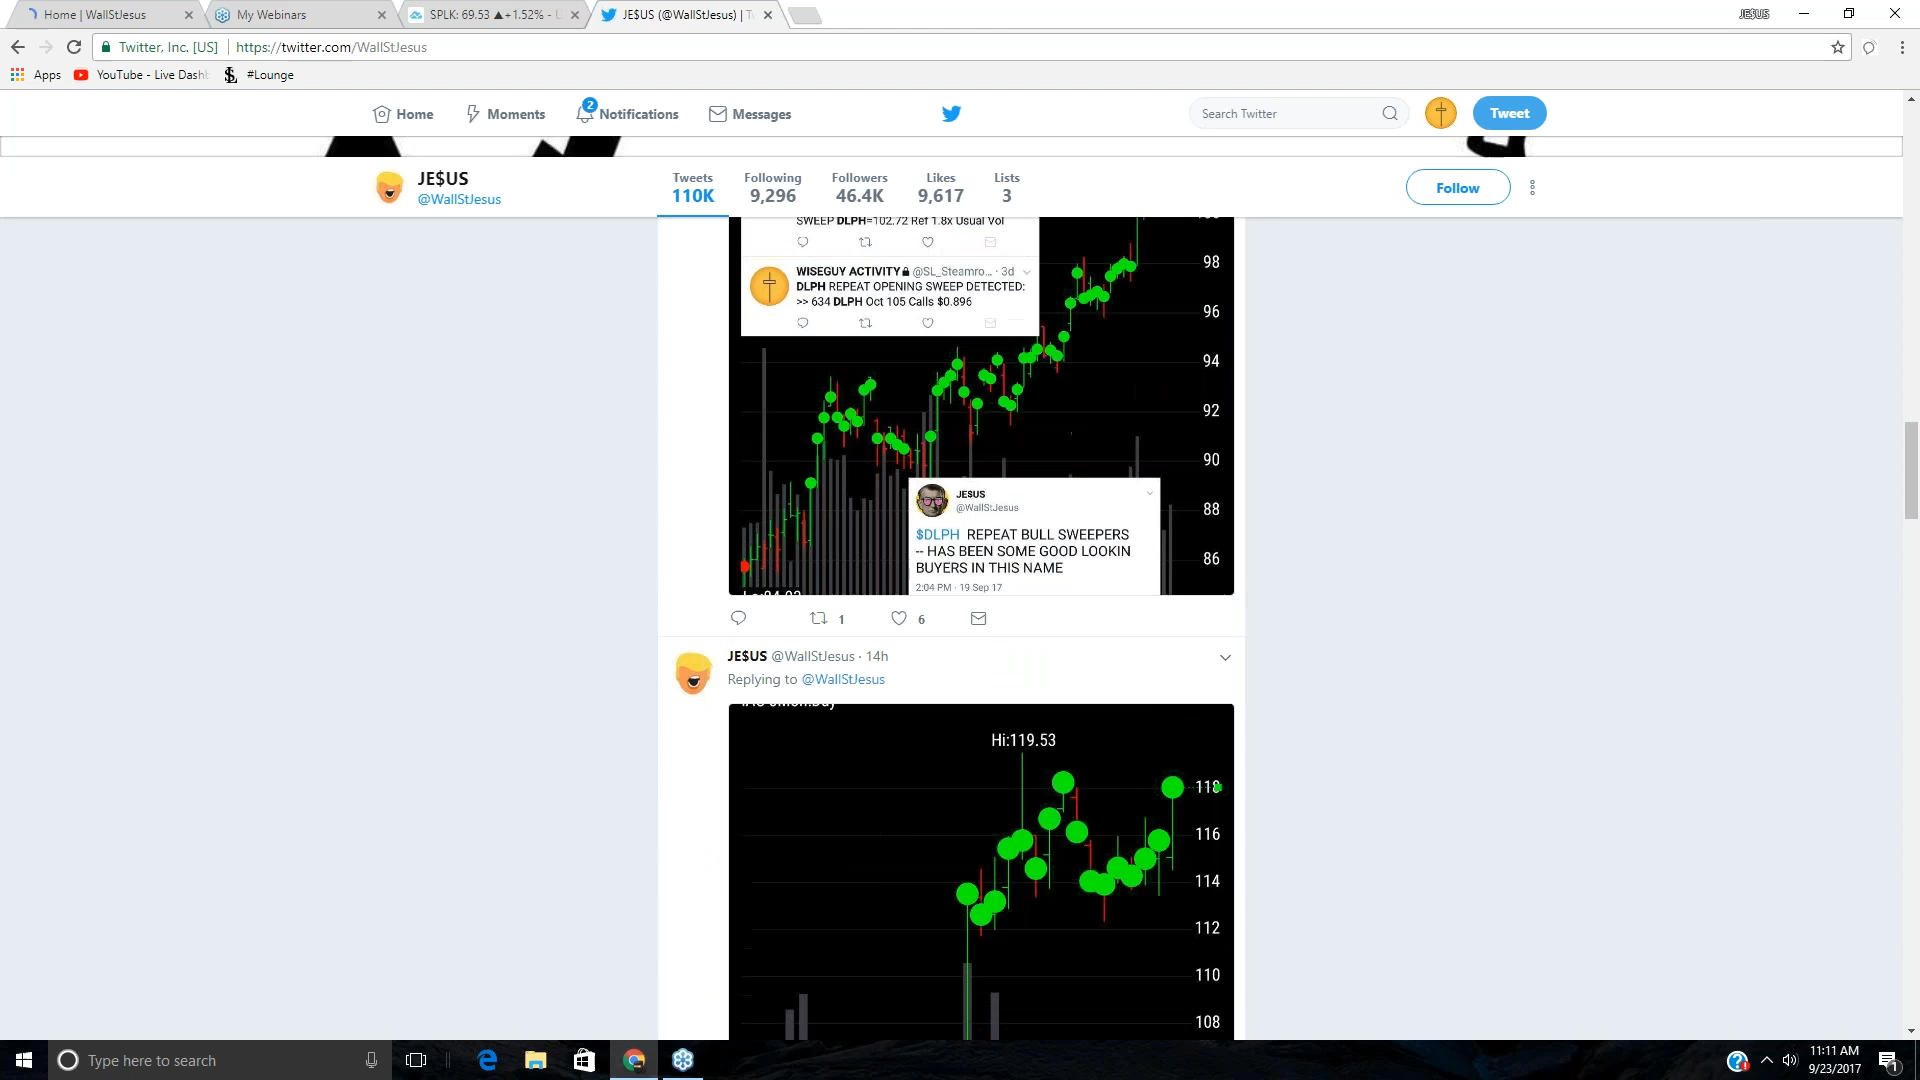 Home | WallStJesus
My Webinars
SPLK: 69.53 ▲+1.52% - U
JE$US (@WallStJesus) | Tw
JE$US
Twitter, Inc. [US]
https://twitter.com/WallStJesus
Apps
YouTube - Live Dashb
#Lounge
Home
Moments
2
Notifications
Messages
Search Twitter
Tweet
JE$US
@WallStJesus
Tweets
110K
Following
9,296
Followers
46.4K
Likes
9,617
Lists
3
Follow
SWEEP DLPH=102.72 Ref 1.8x Usual Vol
WISEGUY ACTIVITY @SL_Steamro... · 3d
DLPH REPEAT OPENING SWEEP DETECTED:
>> 634 DLPH Oct 105 Calls $0.896
98
96
94
92
90
88
86
JE$US
@WallStJesus
$DLPH REPEAT BULL SWEEPERS
-- HAS BEEN SOME GOOD LOOKIN
BUYERS IN THIS NAME
2:04 PM · 19 Sep 17
1
6
JE$US @WallStJesus · 14h
Replying to @WallStJesus
Hi:119.53
118
116
114
112
110
108
Type here to search
11:11 AM
9/23/2017
1